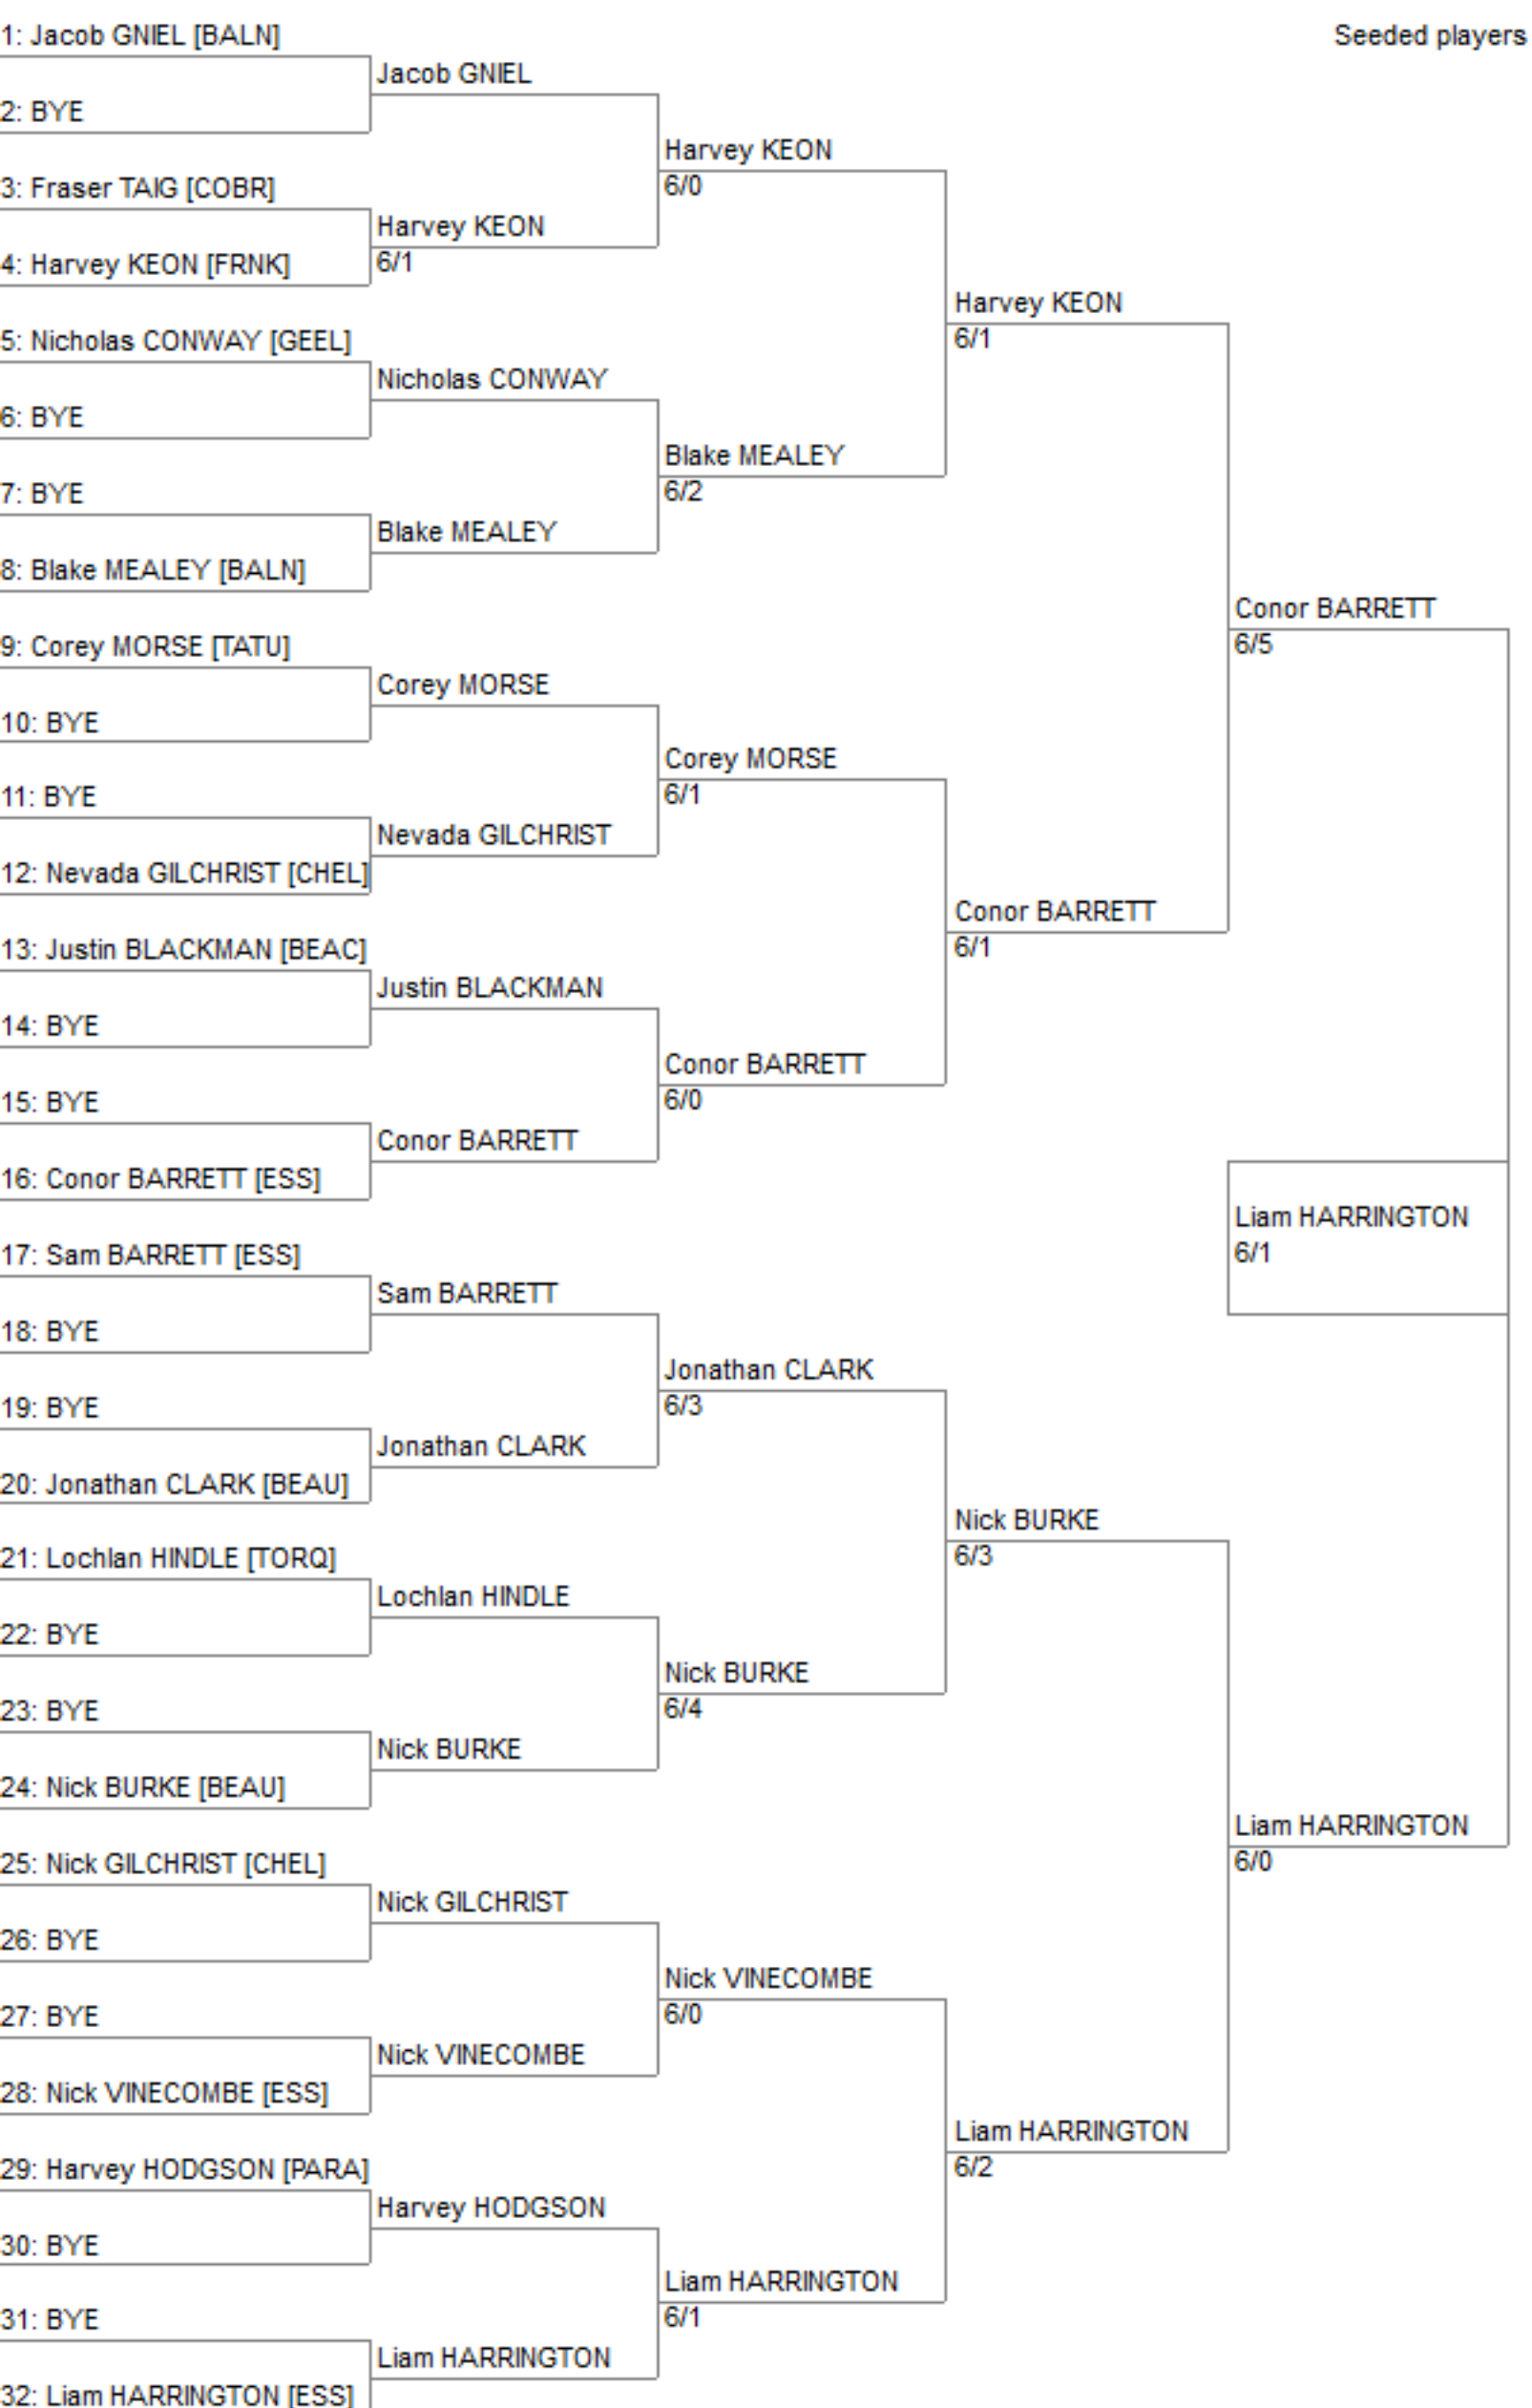 1: Jacob GNIEL [BALN]
Seeded players
Jacob GNIEL
2: BYE
Harvey KEON
6/0
3: Fraser TAIG [COBR]
Harvey KEON
6/1
4: Harvey KEON [FRNK]
Harvey KEON
6/1
5: Nicholas CONWAY [GEEL]
Nicholas CONWAY
6: BYE
Blake MEALEY
6/2
7: BYE
Blake MEALEY
8: Blake MEALEY [BALN]
Conor BARRETT
6/5
9: Corey MORSE [TATU]
Corey MORSE
10: BYE
Corey MORSE
6/1
11: BYE
Nevada GILCHRIST
12: Nevada GILCHRIST [CHEL]
Conor BARRETT
6/1
13: Justin BLACKMAN [BEAC]
Justin BLACKMAN
14: BYE
Conor BARRETT
6/0
15: BYE
Conor BARRETT
16: Conor BARRETT [ESS]
Liam HARRINGTON
6/1
17: Sam BARRETT [ESS]
Sam BARRETT
18: BYE
Jonathan CLARK
6/3
19: BYE
Jonathan CLARK
20: Jonathan CLARK [BEAU]
Nick BURKE
6/3
21: Lochlan HINDLE [TORQ]
Lochlan HINDLE
22: BYE
Nick BURKE
6/4
23: BYE
Nick BURKE
24: Nick BURKE [BEAU]
Liam HARRINGTON
6/0
25: Nick GILCHRIST [CHEL]
Nick GILCHRIST
26: BYE
Nick VINECOMBE
6/0
27: BYE
Nick VINECOMBE
28: Nick VINECOMBE [ESS]
Liam HARRINGTON
6/2
29: Harvey HODGSON [PARA]
Harvey HODGSON
30: BYE
Liam HARRINGTON
6/1
31: BYE
Liam HARRINGTON
32: Liam HARRINGTON [ESS]